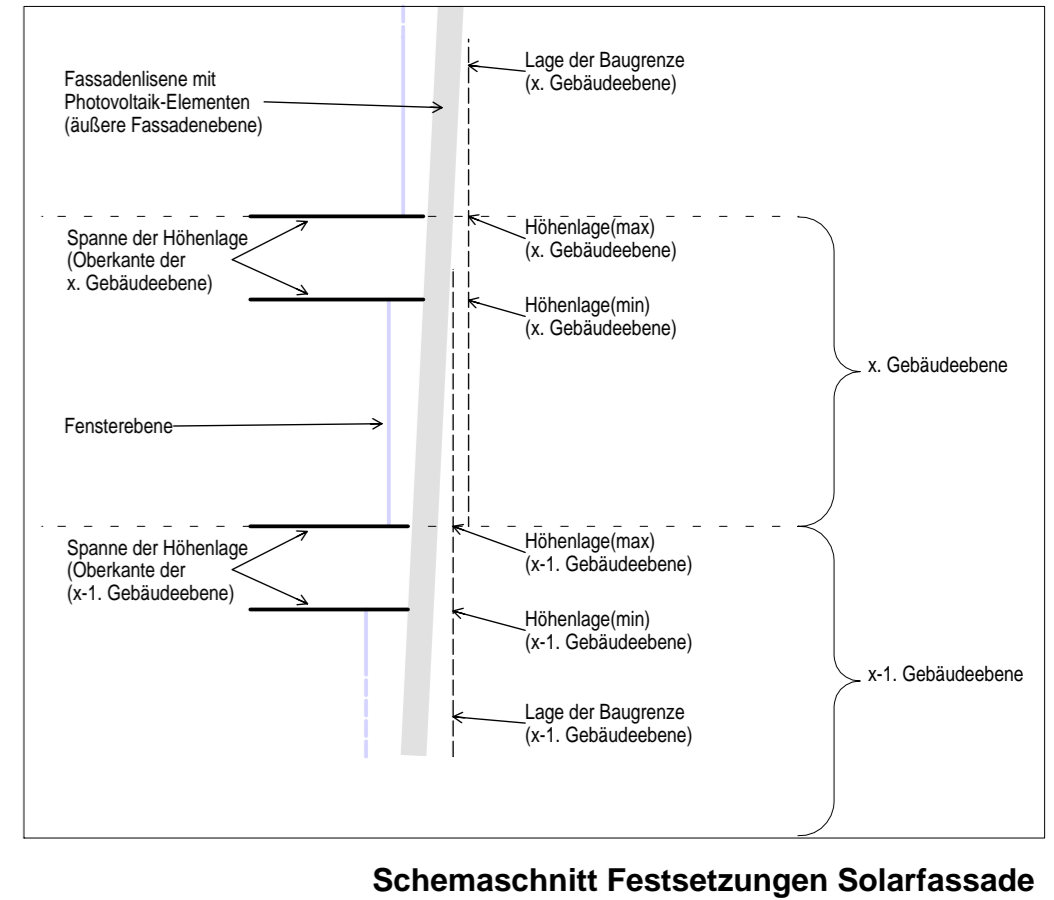 Fassadenlisene mit
Photovoltaik-Elementen
(äußere Fassadenebene)
Lage der Baugrenze
(x. Gebäudeebene)
Spanne der Höhenlage
(Oberkante der
x. Gebäudeebene)
Höhenlage(max)
(x. Gebäudeebene)
Höhenlage(min)
(x. Gebäudeebene)
x. Gebäudeebene
Fensterebene
Spanne der Höhenlage
(Oberkante der
(x-1. Gebäudeebene)
Höhenlage(max)
(x-1. Gebäudeebene)
Höhenlage(min)
(x-1. Gebäudeebene)
x-1. Gebäudeebene
Lage der Baugrenze
(x-1. Gebäudeebene)
Schemaschnitt Festsetzungen Solarfassade